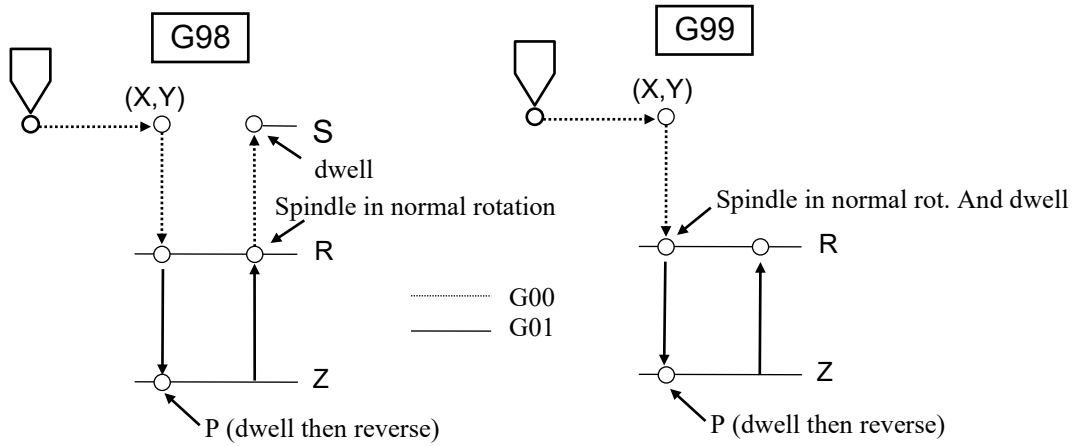 G98
(X,Y)
S
dwell
Spindle in normal rotation
R
Z
P (dwell then reverse)
G00
G01
G99
Spindle in normal rot. And dwell
R
Z
P (dwell then reverse)